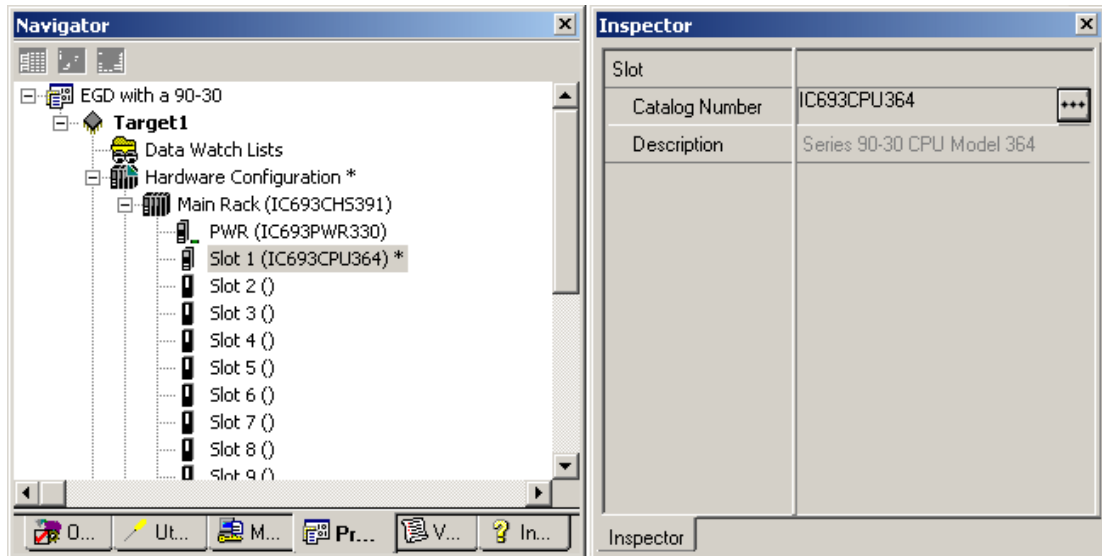 Navigator
EGD with a 90-30
Target1
Data Watch Lists
Hardware Configuration *
Main Rack (IC693CHS391)
PWR (IC693PWR330)
Slot 1 (IC693CPU364) *
Slot 2 ()
Slot 3 ()
Slot 4 ()
Slot 5 ()
Slot 6 ()
Slot 7 ()
Slot 8 ()
Slot 9 ()
O... Ut... M... Pr... V... In...
Inspector
Slot
Catalog Number IC693CPU364
Description Series 90-30 CPU Model 364
Inspector